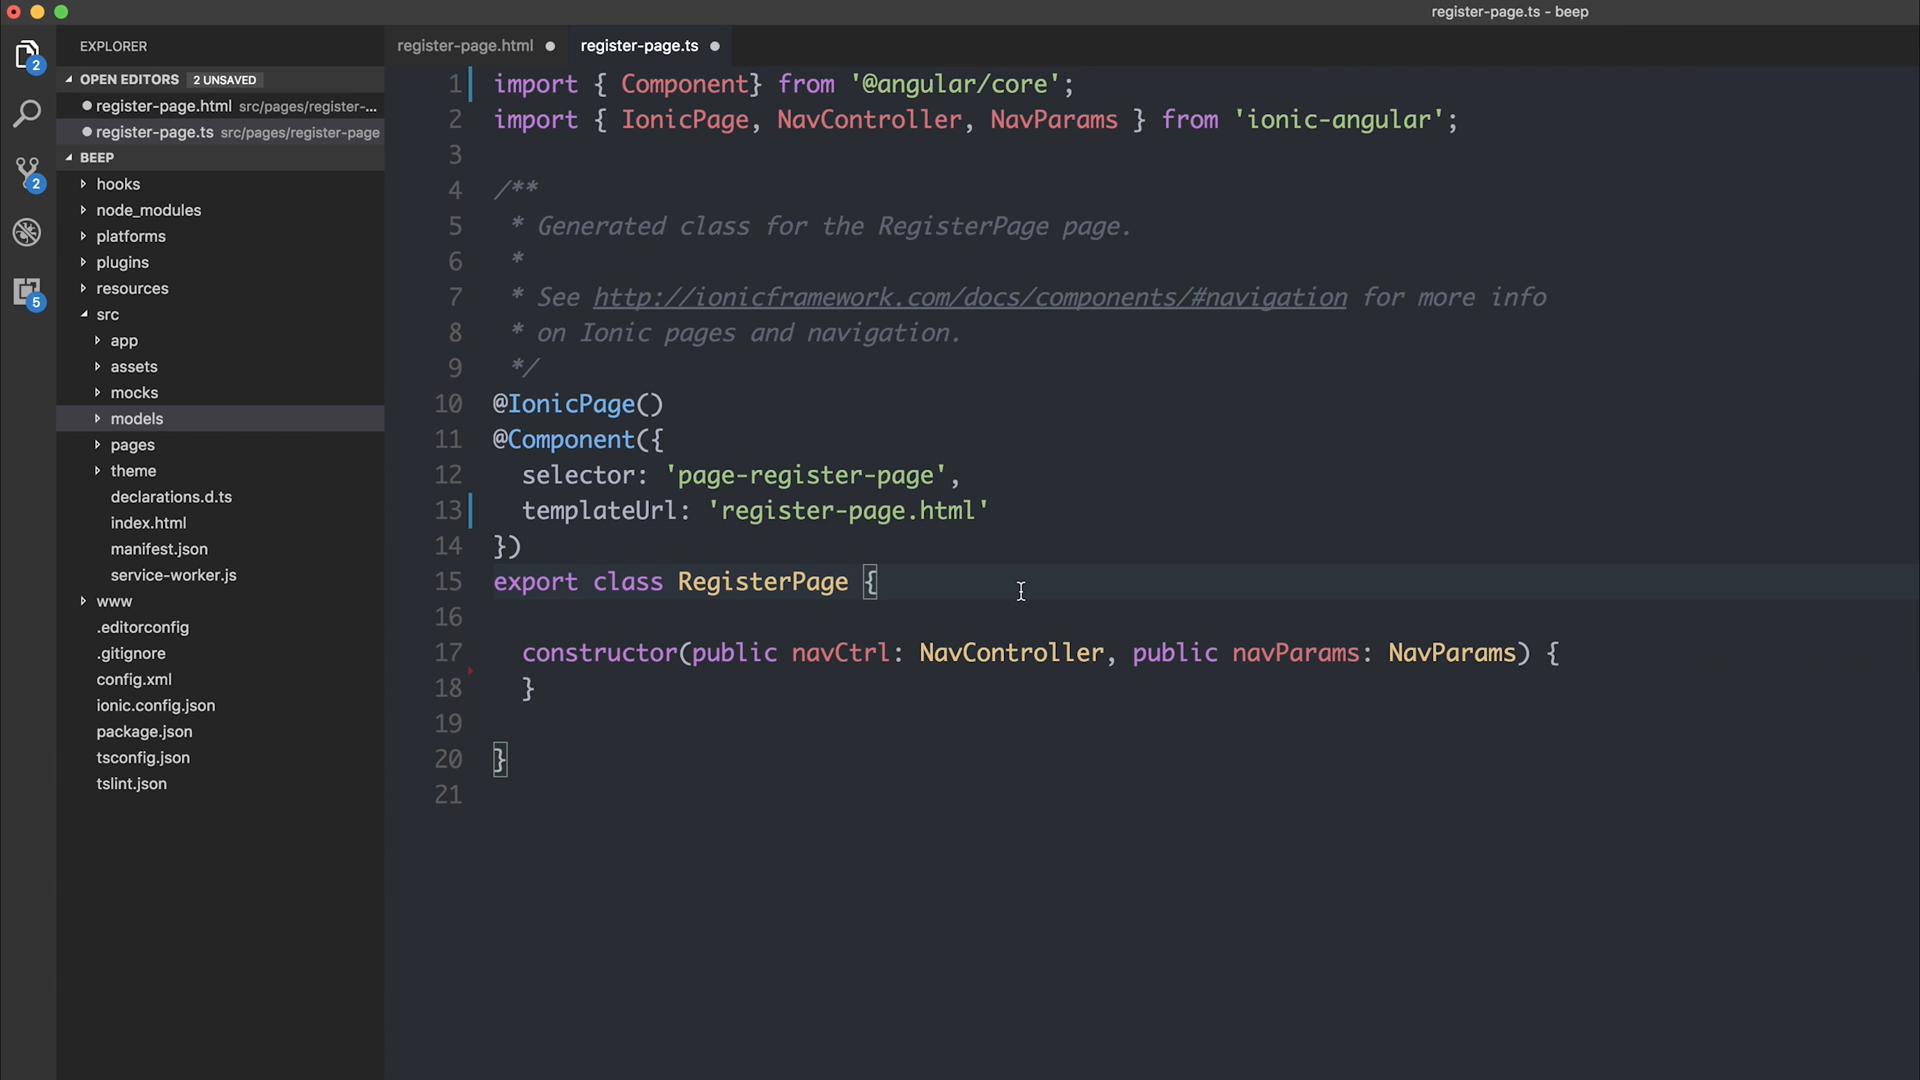 register-page.ts - beep
EXPLORER
OPEN EDITORS 2 UNSAVED
register-page.html src/pages/register-...
register-page.ts src/pages/register-page
BEEP
hooks
node_modules
platforms
plugins
resources
src
app
assets
mocks
models
pages
theme
declarations.d.ts
index.html
manifest.json
service-worker.js
www
.editorconfig
.gitignore
config.xml
ionic.config.json
package.json
tsconfig.json
tslint.json
2
2
5
register-page.html register-page.ts
1 import { Component} from '@angular/core';
2 import { IonicPage, NavController, NavParams } from 'ionic-angular';
3
4 /**
5 * Generated class for the RegisterPage page.
6 *
7 * See http://ionicframework.com/docs/components/#navigation for more info
8 * on Ionic pages and navigation.
9 */
10 @IonicPage()
11 @Component({
12 selector: 'page-register-page',
13 templateUrl: 'register-page.html'
14 })
15 export class RegisterPage {
16
17 constructor(public navCtrl: NavController, public navParams: NavParams) {
18 }
19
20 }
21